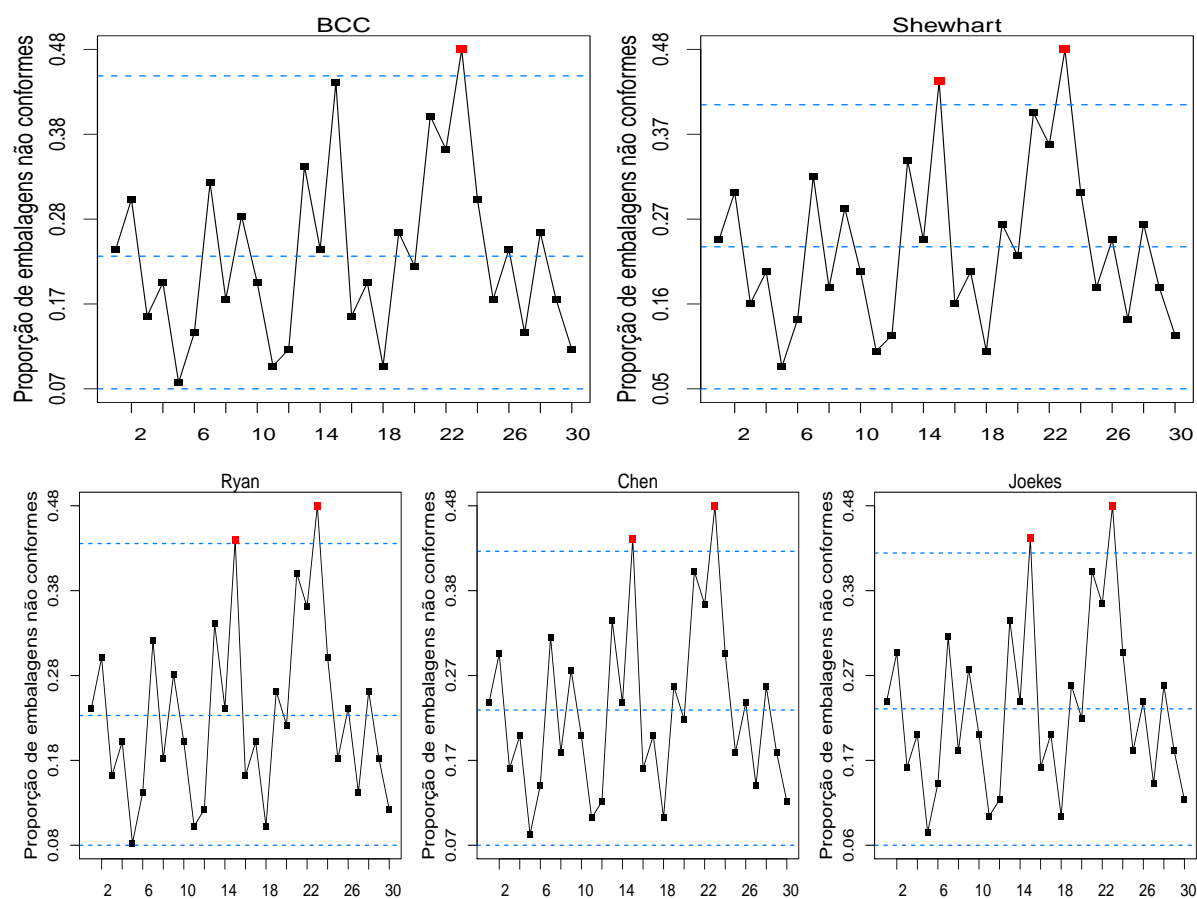 BCC
Proporção de embalagens não conformes
0.48
0.38
0.28
0.17
0.07
2 6 10 14 22 26 30
Shewhart
Proporção de embalagens não conformes
0.48
0.37
0.27
0.16
0.05
2 6 10 14 22 26 30
Ryan
Proporção de embalagens não conformes
0.48
0.38
0.28
0.18
0.08
2 6 10 14 18 22 26 30
Chen
Proporção de embalagens não conformes
0.48
0.38
0.27
0.17
0.07
2 6 10 14 18 22 26 30
Joekes
Proporção de embalagens não conformes
0.48
0.38
0.27
0.17
0.06
2 6 10 14 18 22 26 30